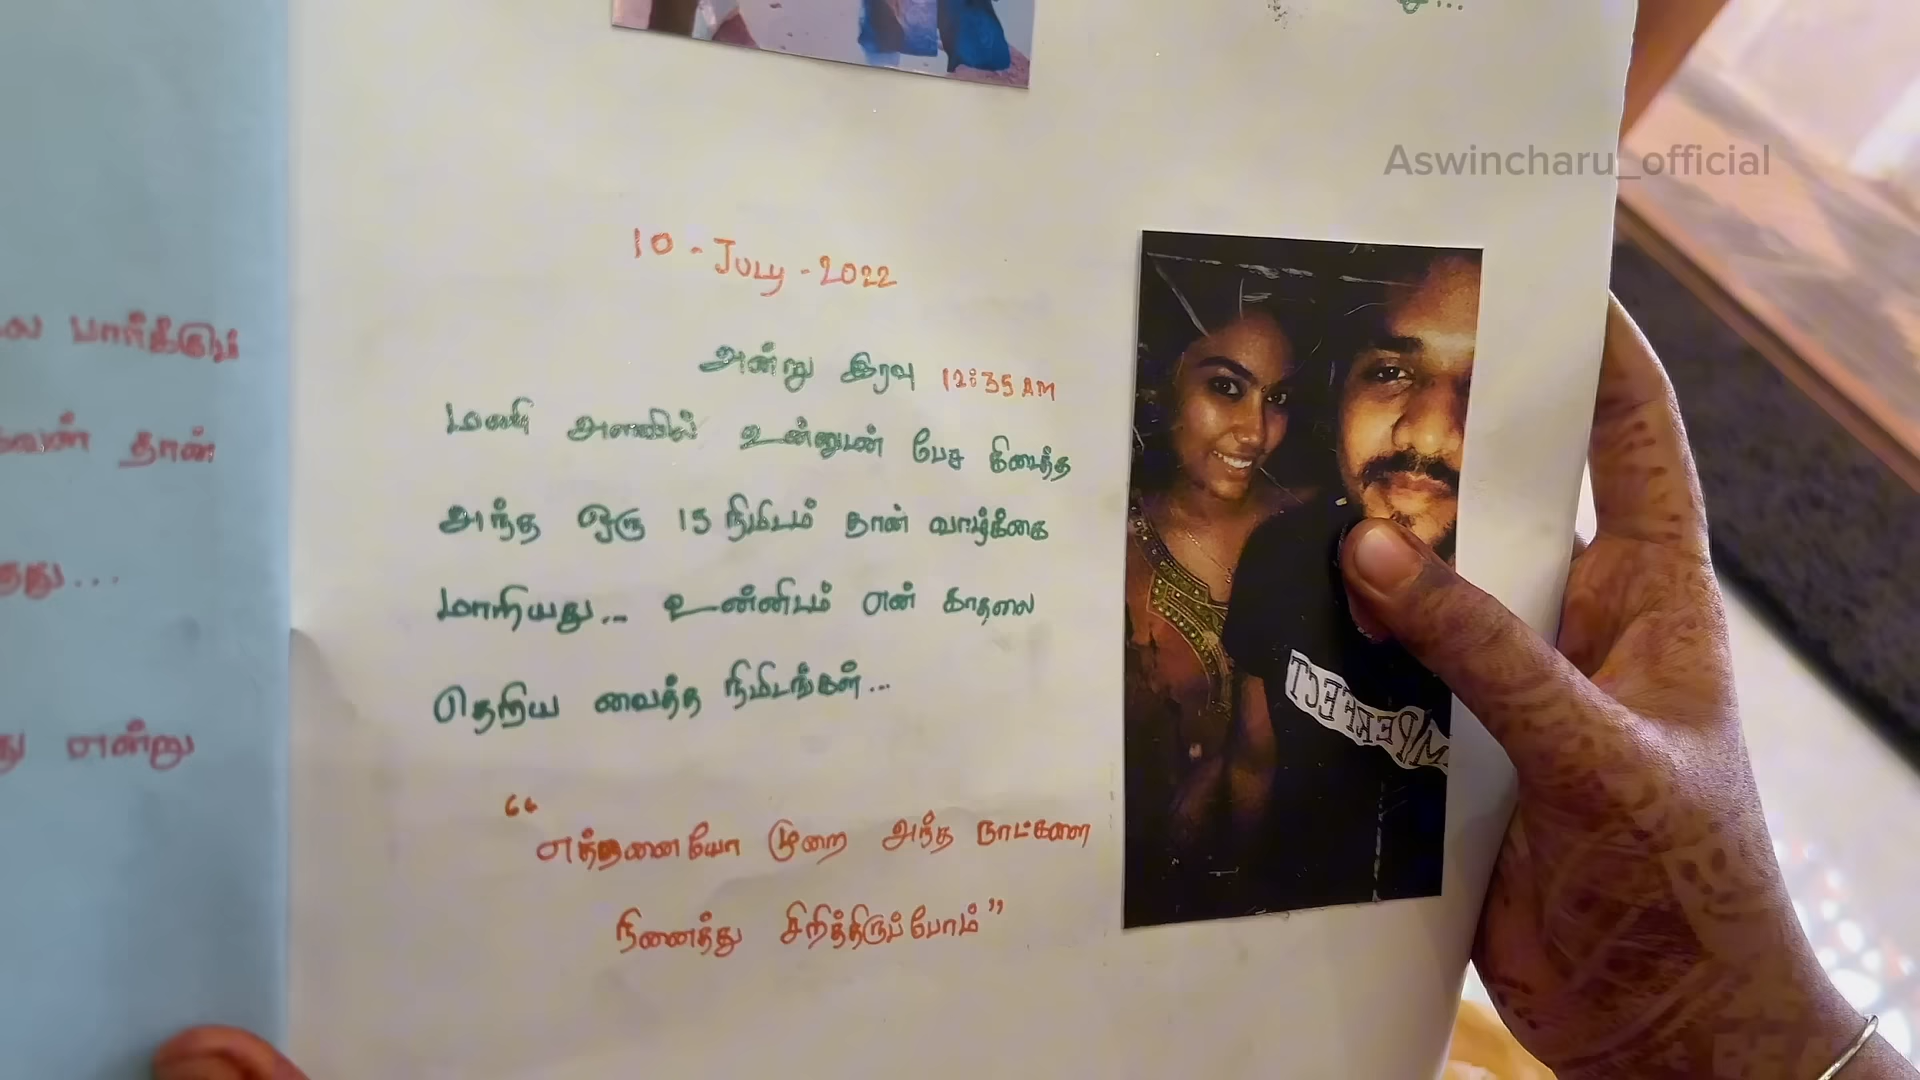 Aswincharu_official
10 - July - 2022
அன்று இரவு 12:35 AM
மணி அளவில் உன்னுடன் பேச கிடைத்த
அந்த ஒரு 15 நிமிடம் தான் வாழ்க்கை
மாறியது... உன்னிடம் என் காதலை
தெறிய வைத்த நிமிடங்கள்...
“எத்தனையோ முறை அந்த நாட்களை
நினைத்து சிறித்திருப்போம்”
பார்க்கும்
தான்
என்று
IMPERFECT